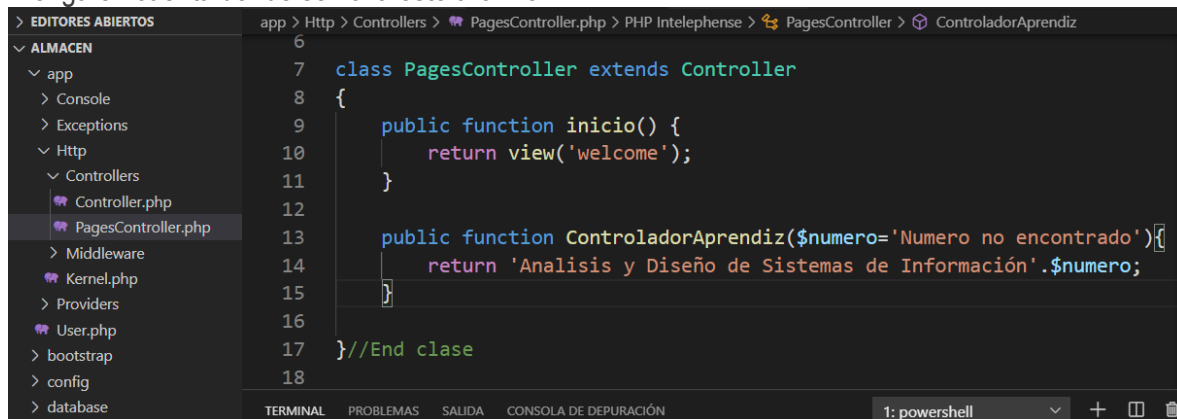 EDITORES ABIERTOS
ALMACEN
app
Console
Exceptions
Http
Controllers
Controller.php
PagesController.php
Middleware
Kernel.php
Providers
User.php
bootstrap
config
database
app > Http > Controllers > PagesController.php > PHP Intelephense > PagesController > ControladorAprendiz
6
7 class PagesController extends Controller
8 {
9 public function inicio() {
10 return view('welcome');
11 }
12
13 public function ControladorAprendiz($numero='Numero no encontrado'){
14 return 'Analisis y Diseño de Sistemas de Información'.$numero;
15 }
16
17 }//End clase
18
TERMINAL PROBLEMAS SALIDA CONSOLA DE DEPURACIÓN 1: powershell